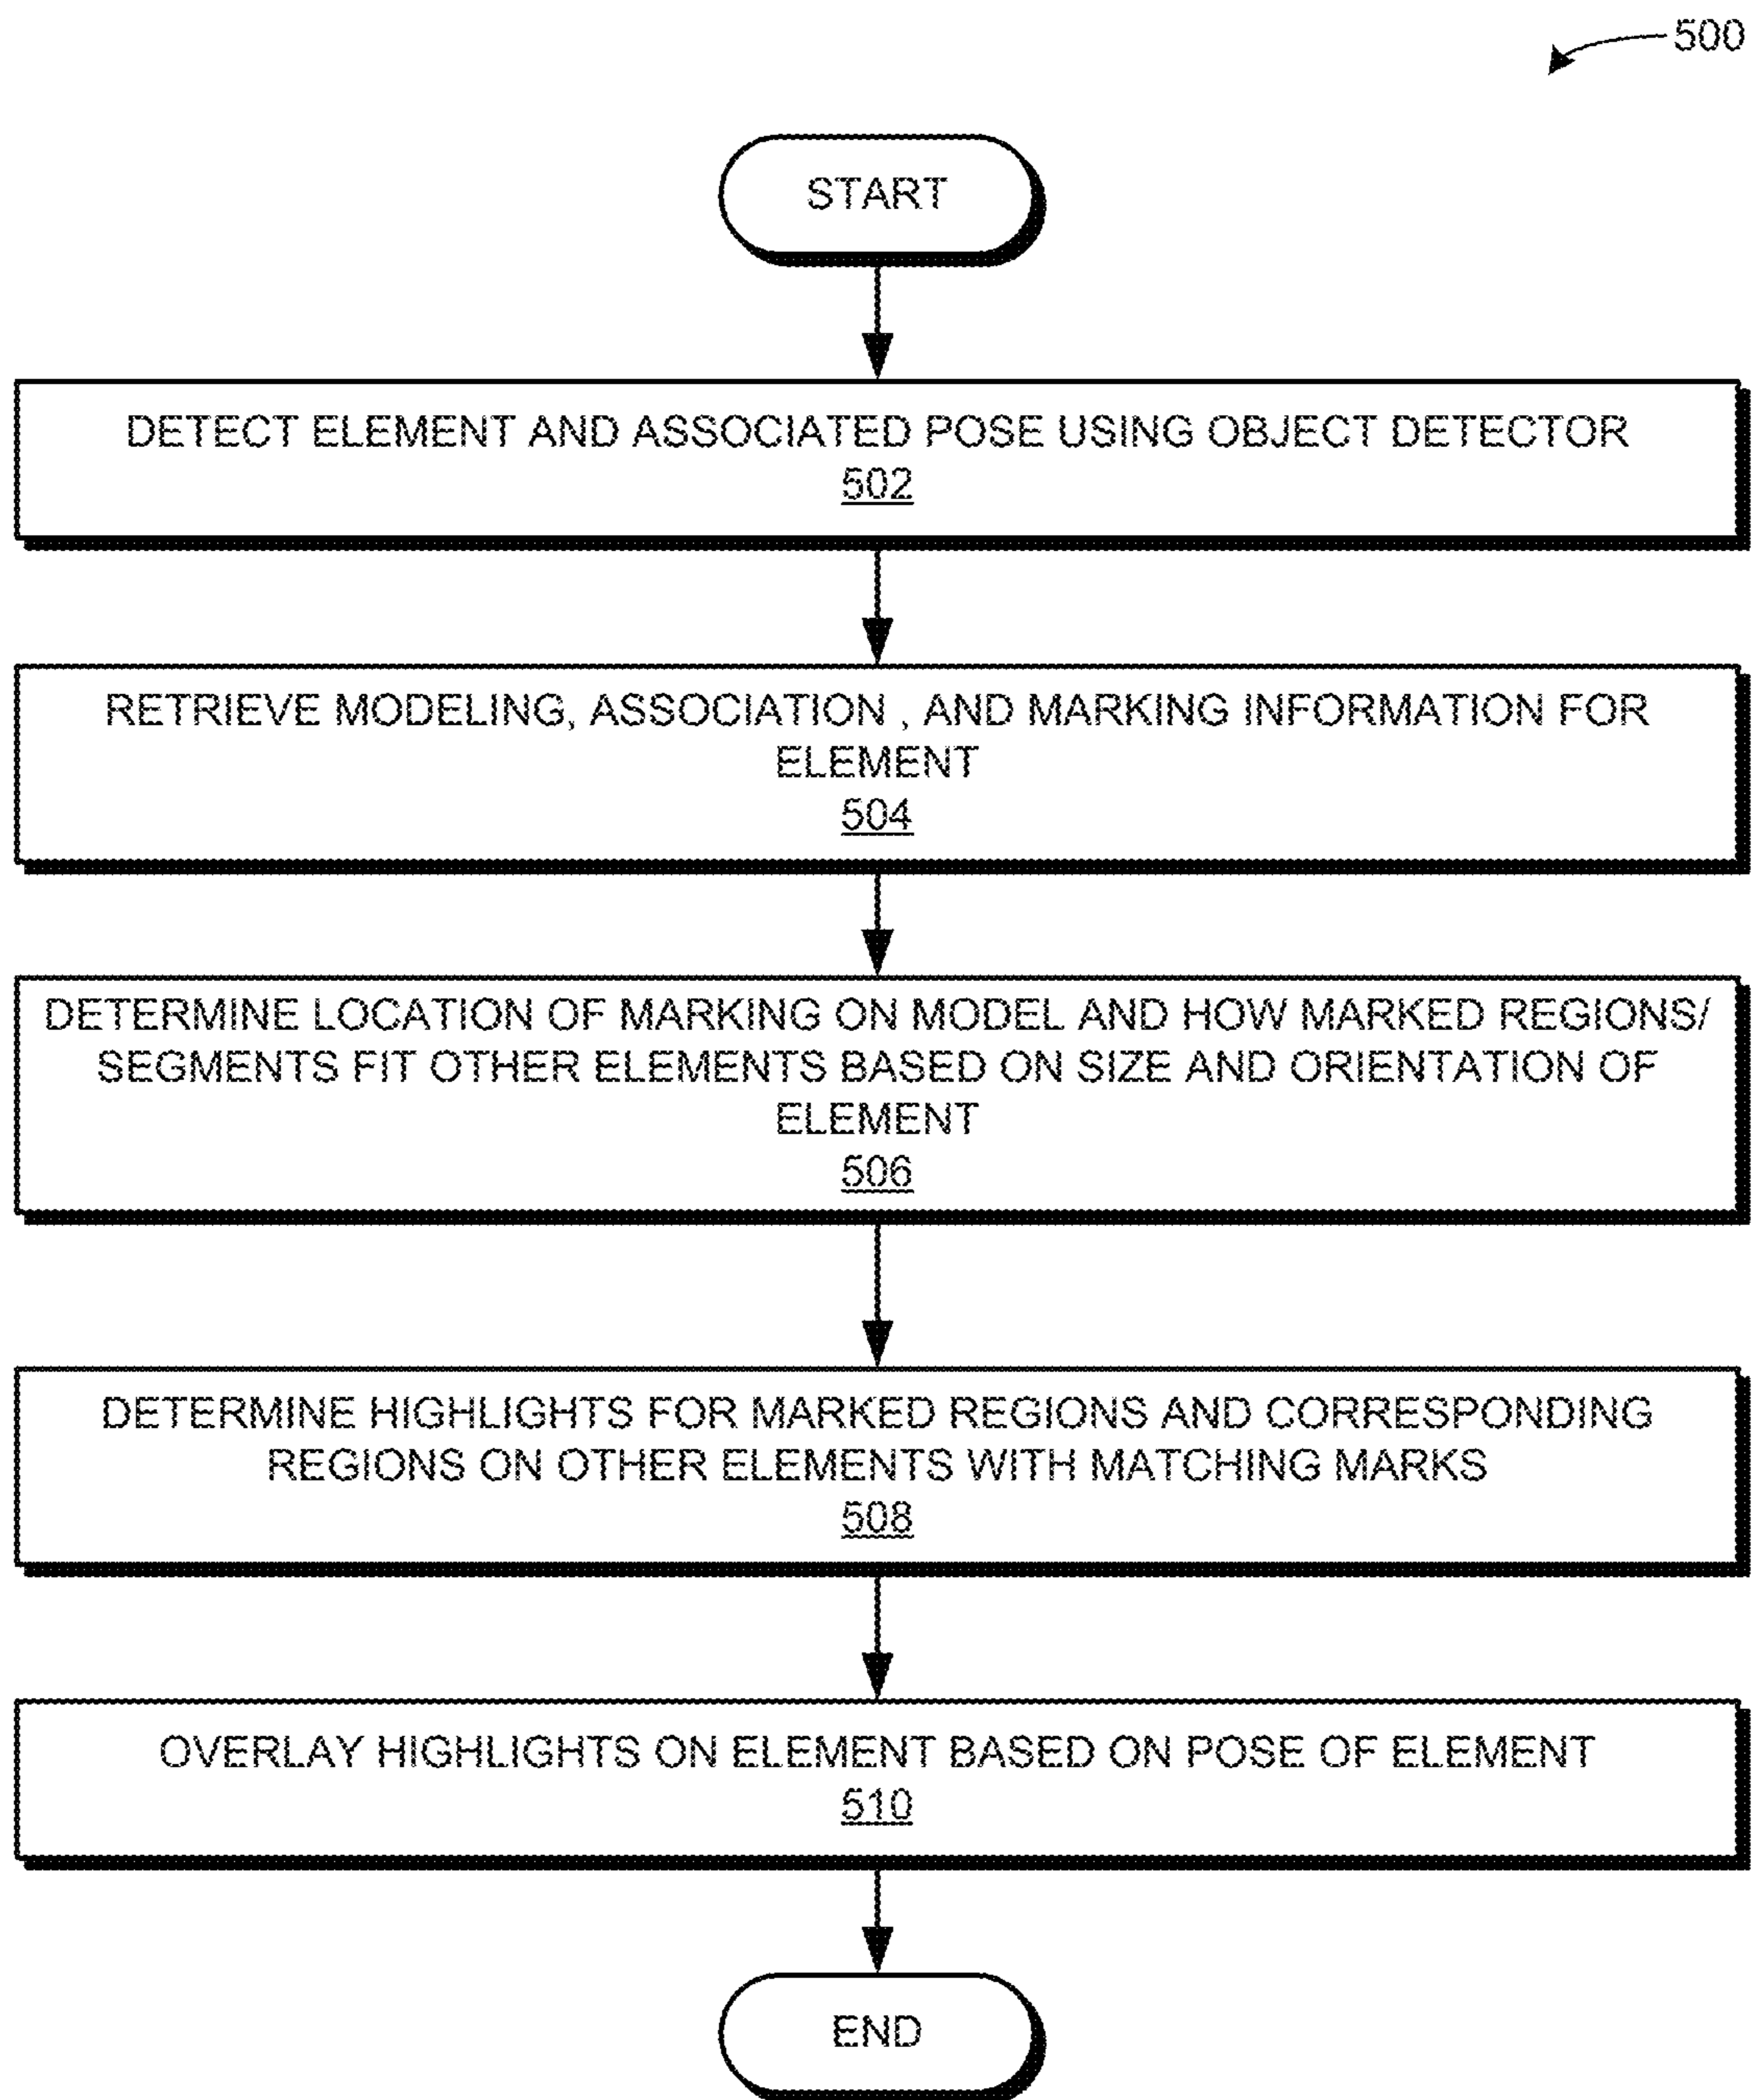 500
START
DETECT ELEMENT AND ASSOCIATED POSE USING OBJECT DETECTOR
502
RETRIEVE MODELING, ASSOCIATION , AND MARKING INFORMATION FOR
ELEMENT
504
DETERMINE LOCATION OF MARKING ON MODEL AND HOW MARKED REGIONS/
SEGMENTS FIT OTHER ELEMENTS BASED ON SIZE AND ORIENTATION OF
ELEMENT
506
DETERMINE HIGHLIGHTS FOR MARKED REGIONS AND CORRESPONDING
REGIONS ON OTHER ELEMENTS WITH MATCHING MARKS
508
OVERLAY HIGHLIGHTS ON ELEMENT BASED ON POSE OF ELEMENT
510
END